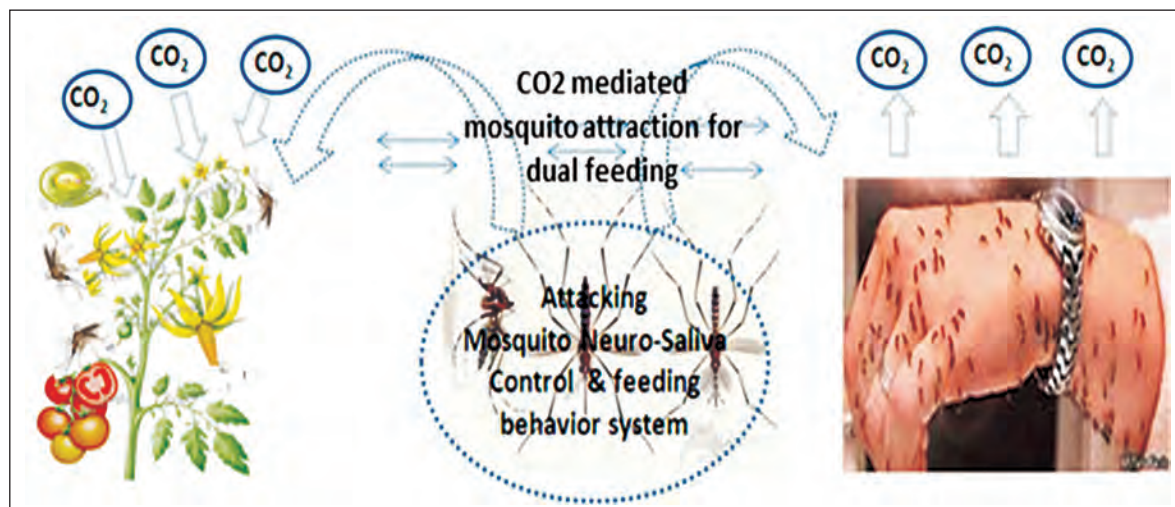 CO₂
CO₂
CO₂
CO₂
CO₂
CO₂
CO2 mediated
mosquito attraction for
dual feeding
Attacking
Mosquito Neuro-Saliva
Control & feeding
behavior system